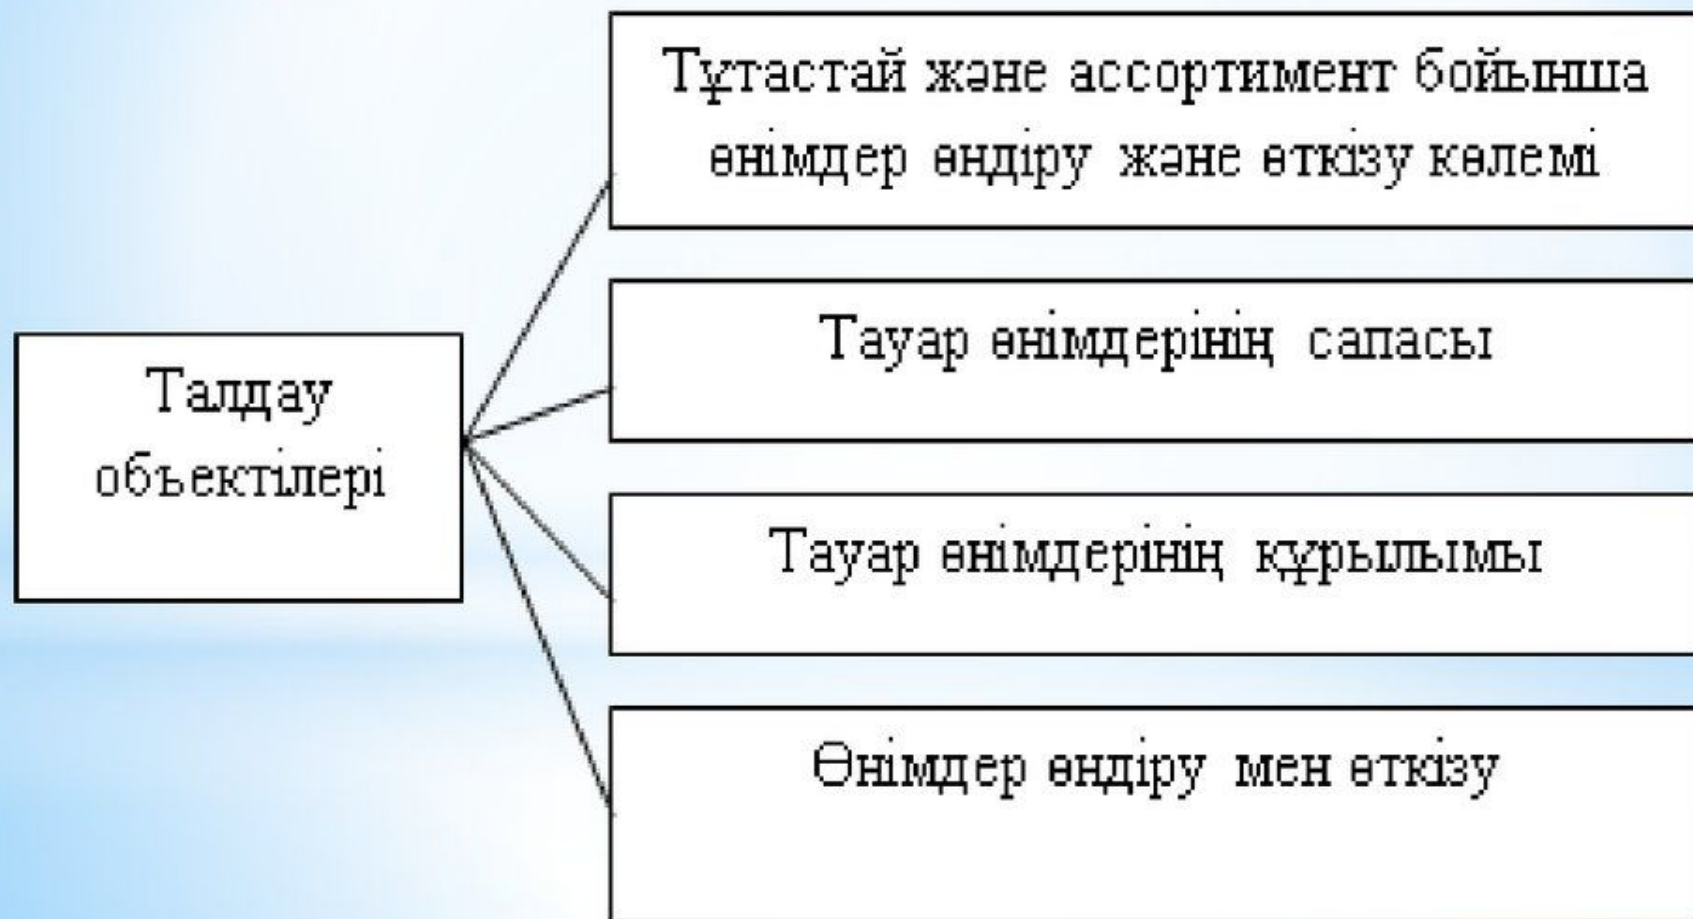 Тұтастай және ассортимент бойынша
өнімдер өндіру және өткізу көлемі
Тауар өнімдерінің сапасы
Талдау
объектілері
Тауар өнімдерінің құрылымы
Өнімдер өндіру мен өткізу